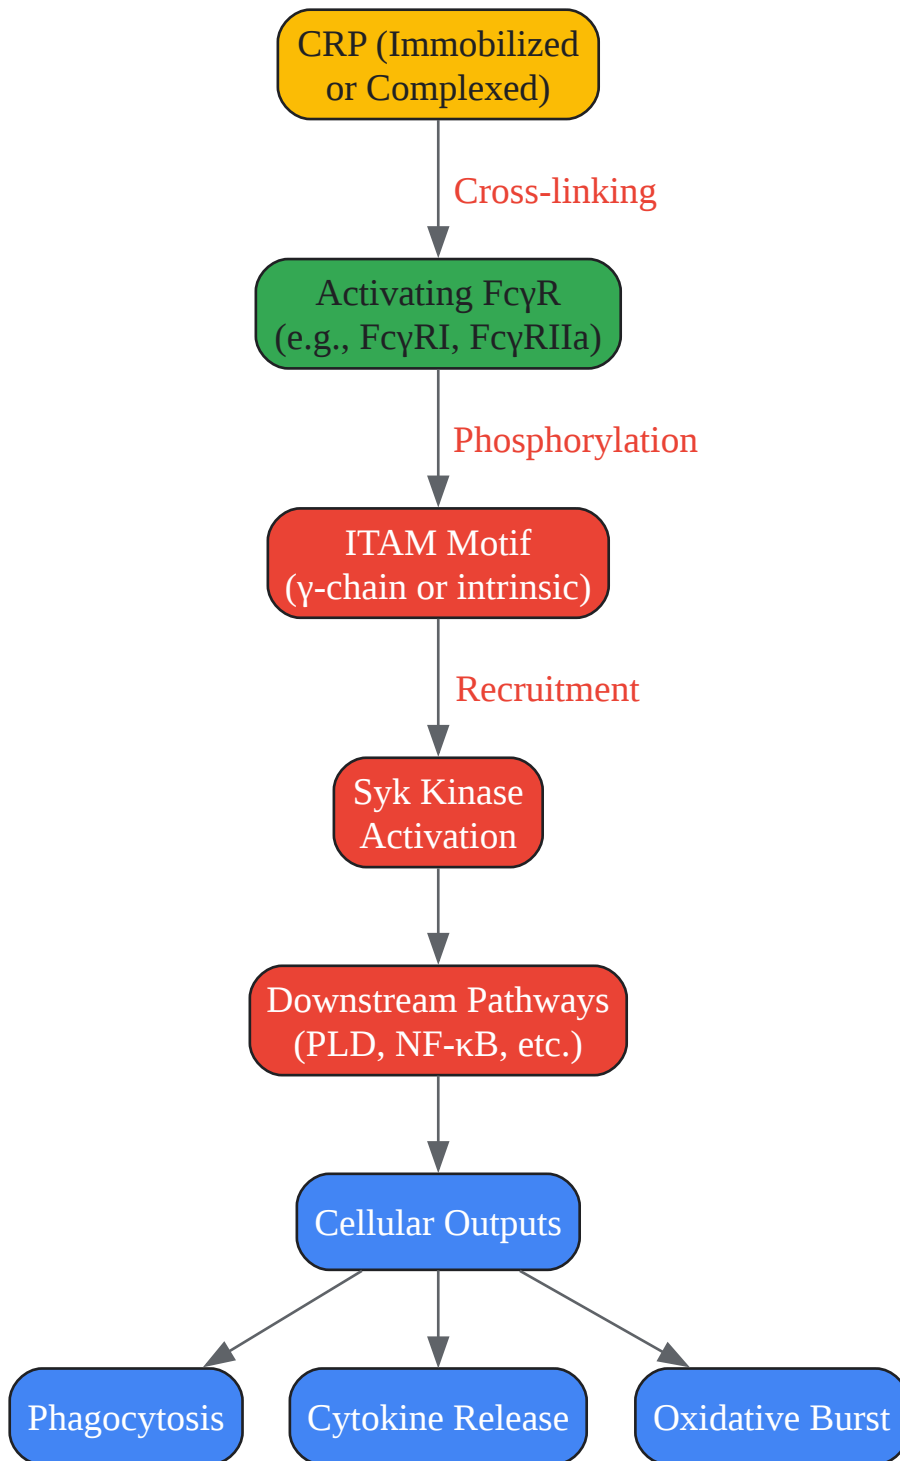 CRP (Immobilized
or Complexed)
Cross-linking
Activating FcγR
(e.g., FcγRI, FcγRIIa)
Phosphorylation
ITAM Motif
(γ-chain or intrinsic)
Recruitment
Syk Kinase
Activation
Downstream Pathways
(PLD, NF-κB, etc.)
Cellular Outputs
Phagocytosis
Cytokine Release
Oxidative Burst